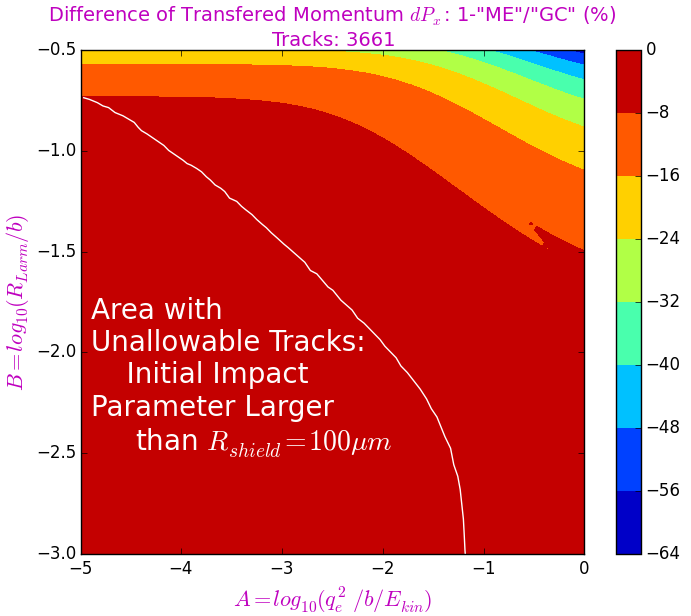 Difference of Transfered Momentum dP_x: 1-"ME"/"GC" (%)
Tracks: 3661
−0.5
−1.0
−1.5
−2.0
−2.5
−3.0
B=log_{10}(R_{Larm}/b)
Area with
Unallowable Tracks:
Initial Impact
Parameter Larger
than R_{shield}=100μm
−5 −4 −3 −2 −1 0
A=log_{10}(q_e^2 /b/E_{kin})
0
−8
−16
−24
−32
−40
−48
−56
−64